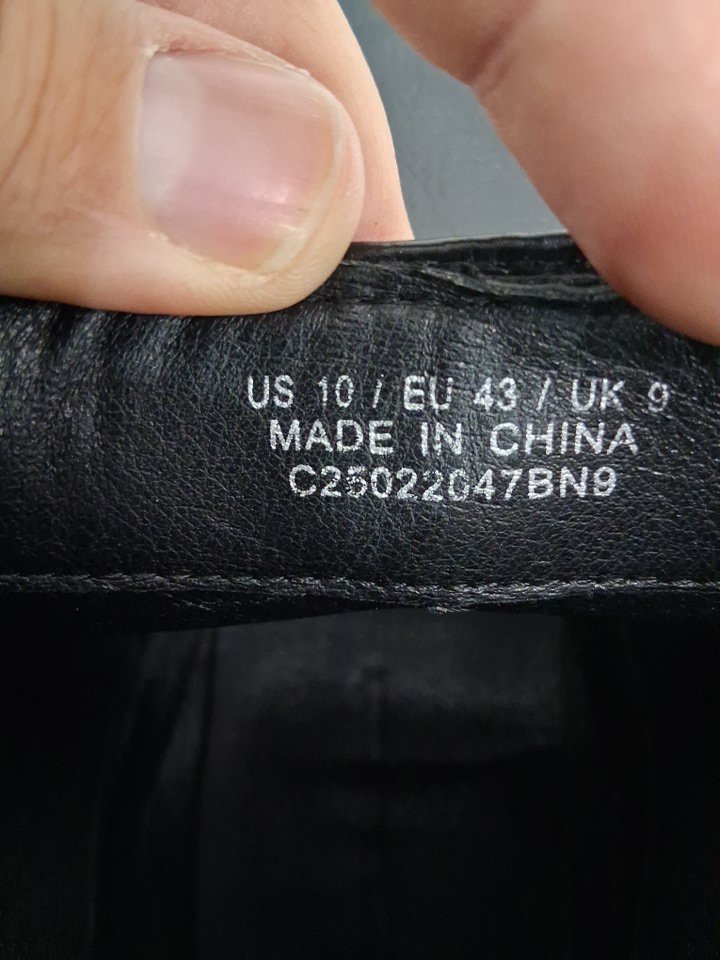 US 10 / EU 43 / UK 9
MADE IN CHINA
C25022047BN9